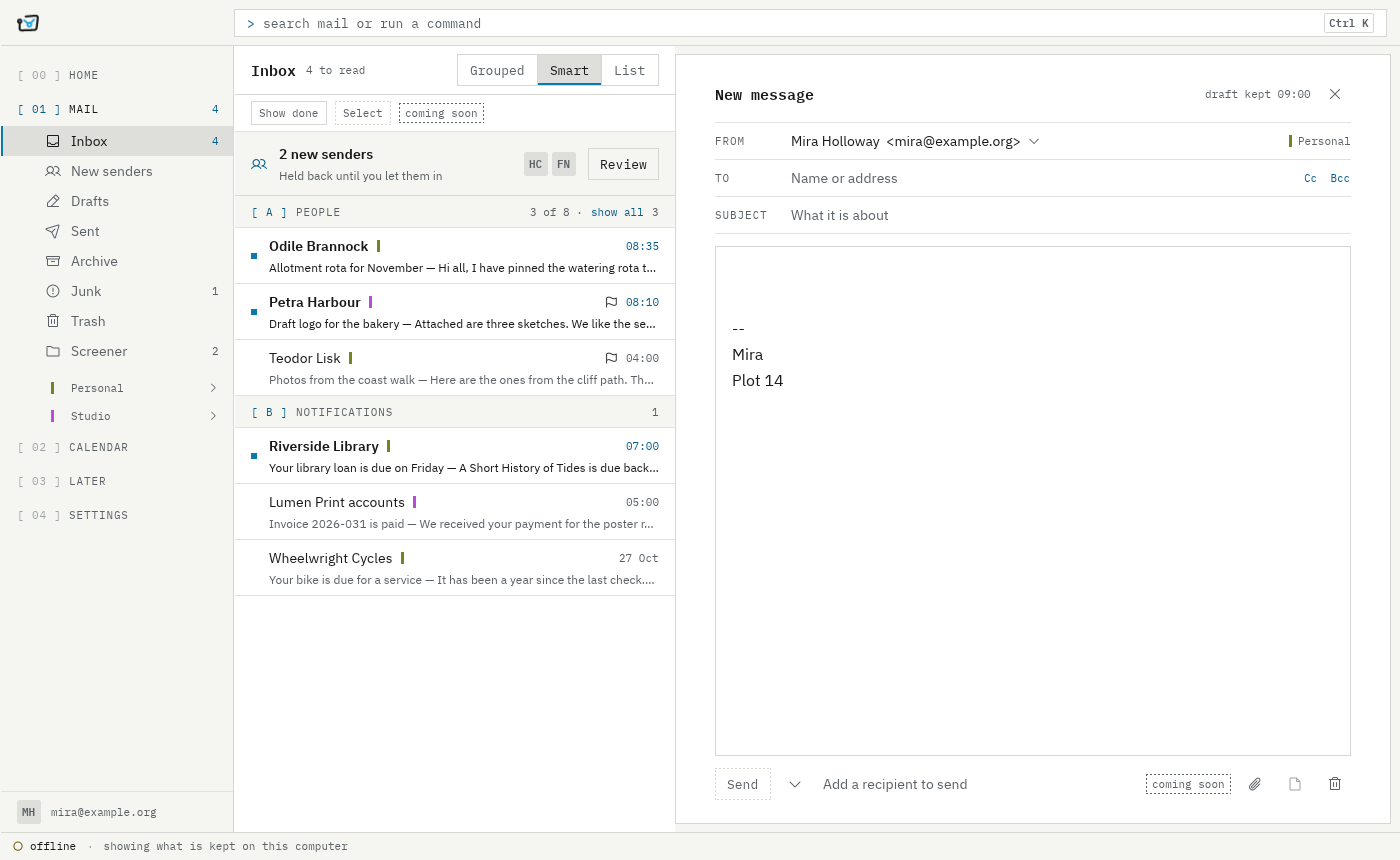 > search mail or run a command Ctrl K
[ 00 ] HOME
[ 01 ] MAIL 4
Inbox 4
New senders
Drafts
Sent
Archive
Junk 1
Trash
Screener 2
Personal
Studio
[ 02 ] CALENDAR
[ 03 ] LATER
[ 04 ] SETTINGS
MH mira@example.org
Inbox 4 to read Grouped Smart List
Show done Select coming soon
2 new senders
Held back until you let them in
HC FN Review
[ A ] PEOPLE 3 of 8 · show all 3
Odile Brannock 08:35
Allotment rota for November — Hi all, I have pinned the watering rota t…
Petra Harbour 08:10
Draft logo for the bakery — Attached are three sketches. We like the se…
Teodor Lisk 04:00
Photos from the coast walk — Here are the ones from the cliff path. Th…
[ B ] NOTIFICATIONS 1
Riverside Library 07:00
Your library loan is due on Friday — A Short History of Tides is due back…
Lumen Print accounts 05:00
Invoice 2026-031 is paid — We received your payment for the poster r…
Wheelwright Cycles 27 Oct
Your bike is due for a service — It has been a year since the last check.…
New message draft kept 09:00
FROM Mira Holloway <mira@example.org> Personal
TO Name or address Cc Bcc
SUBJECT What it is about
--
Mira
Plot 14
Send Add a recipient to send coming soon
offline · showing what is kept on this computer